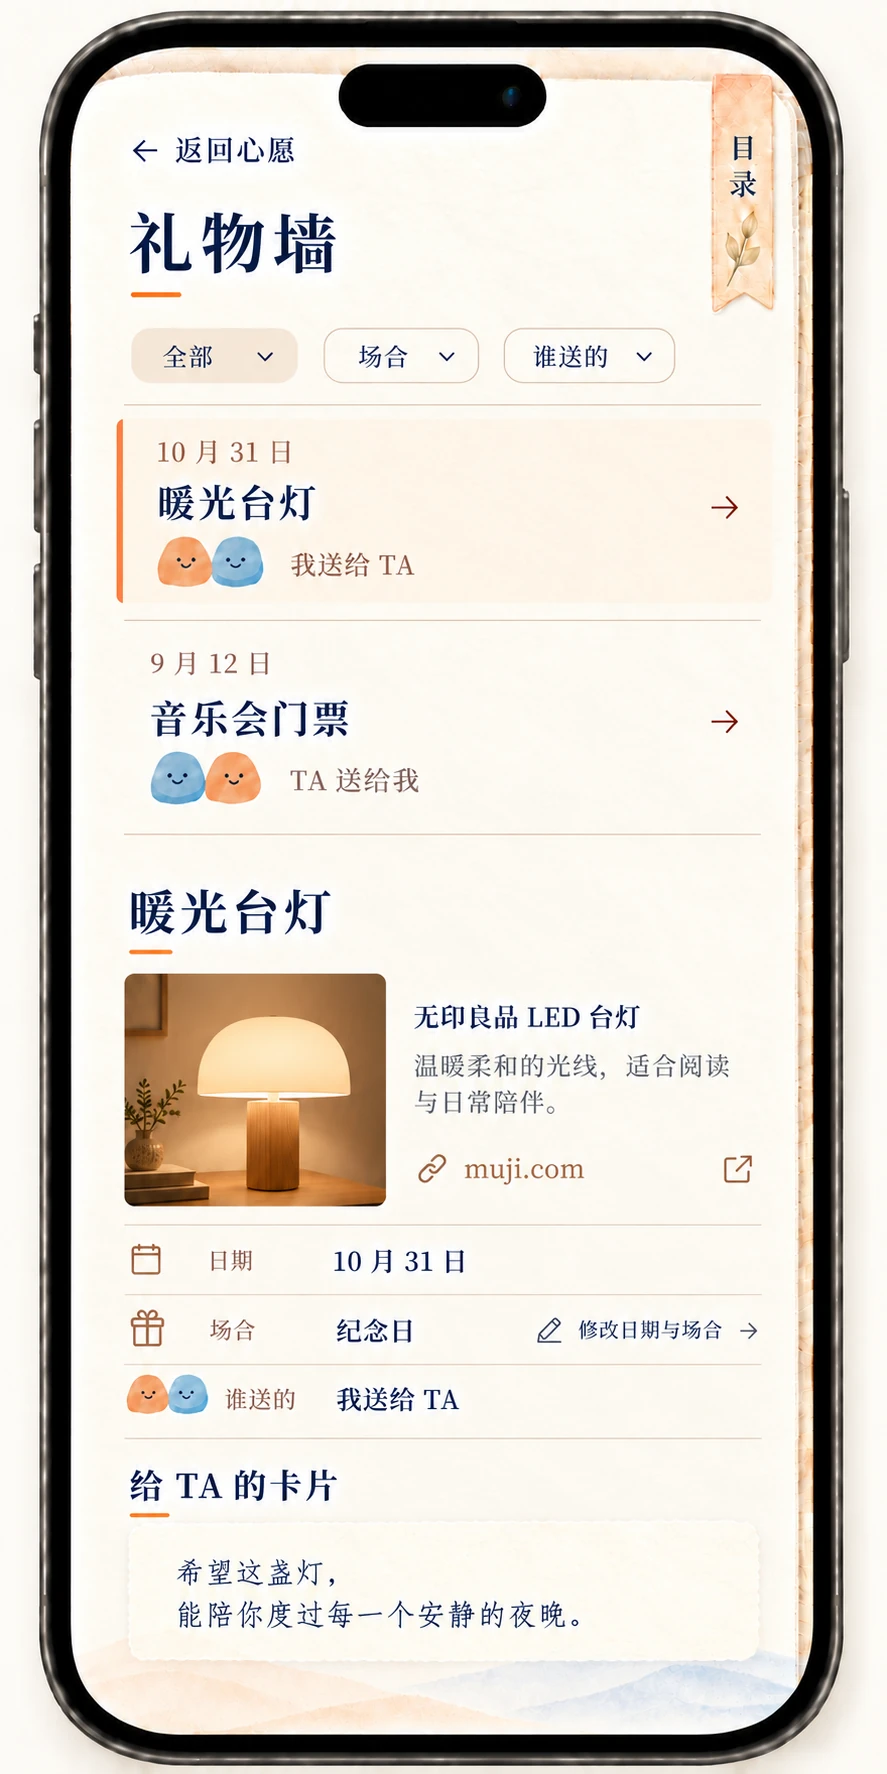 ← 返回心愿
目录
礼物墙
全部
场合
谁送的
10 月 31 日
暖光台灯
我送给 TA
9 月 12 日
音乐会门票
TA 送给我
暖光台灯
无印良品 LED 台灯
温暖柔和的光线，适合阅读
与日常陪伴。
muji.com
日期 10 月 31 日
场合 纪念日 修改日期与场合 →
谁送的 我送给 TA
给 TA 的卡片
希望这盏灯，
能陪你度过每一个安静的夜晚。